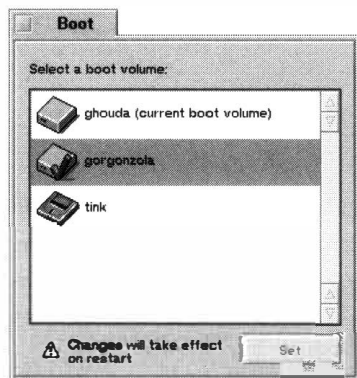 Boot
Select a boot volume:
ghouda (current boot volume)
gorgonzola
tink
Changes will take effect
on restart
Set